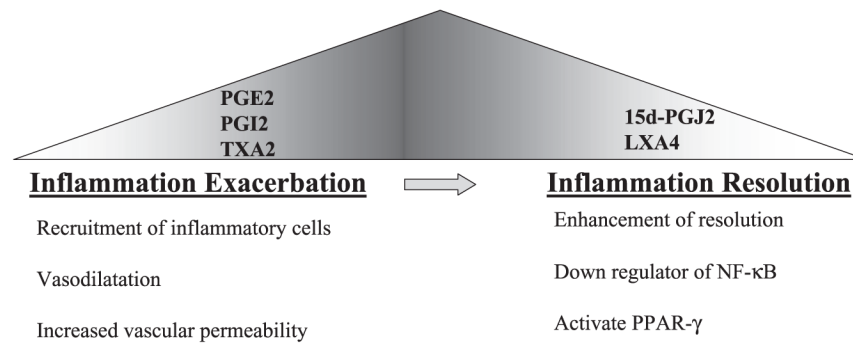 PGE2
PGI2
TXA2
15d-PGJ2
LXA4
Inflammation Exacerbation
Inflammation Resolution
Recruitment of inflammatory cells
Vasodilatation
Increased vascular permeability
Enhancement of resolution
Down regulator of NF-κB
Activate PPAR-γ